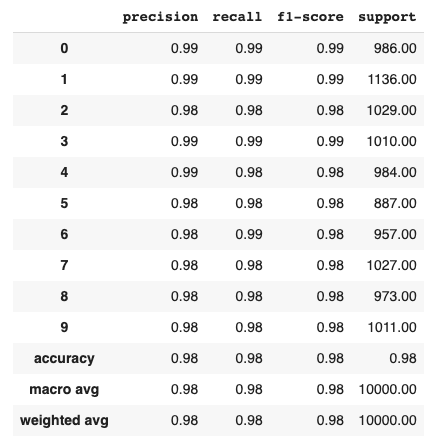 precision recall f1-score support
0 0.99 0.99 0.99 986.00
1 0.99 0.99 0.99 1136.00
2 0.98 0.98 0.98 1029.00
3 0.99 0.99 0.99 1010.00
4 0.99 0.98 0.98 984.00
5 0.98 0.98 0.98 887.00
6 0.98 0.99 0.98 957.00
7 0.98 0.98 0.98 1027.00
8 0.98 0.98 0.98 973.00
9 0.98 0.98 0.98 1011.00
accuracy 0.98 0.98 0.98 0.98
macro avg 0.98 0.98 0.98 10000.00
weighted avg 0.98 0.98 0.98 10000.00